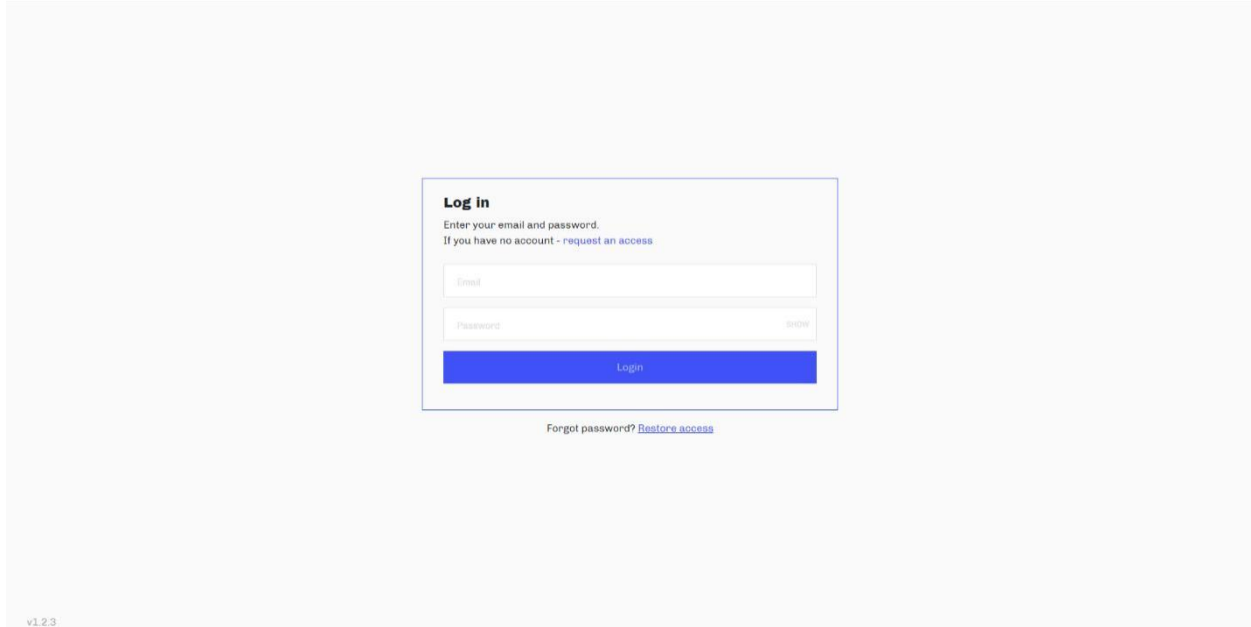 Log in
Enter your email and password.
If you have no account - request an access
Email
Password SHOW
Login
Forgot password? Restore access
v1.2.3